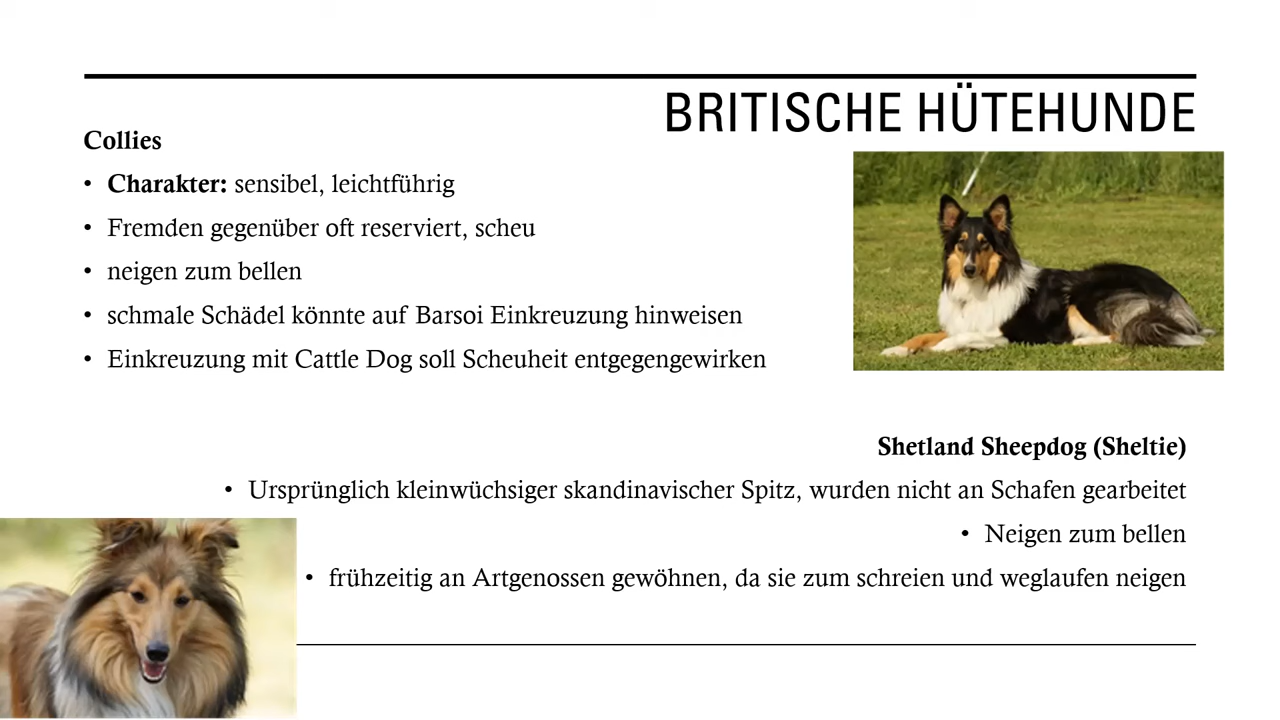 BRITISCHE HÜTEHUNDE
Collies
• Charakter: sensibel, leichtführig
• Fremden gegenüber oft reserviert, scheu
• neigen zum bellen
• schmale Schädel könnte auf Barsoi Einkreuzung hinweisen
• Einkreuzung mit Cattle Dog soll Scheuheit entgegengewirken
Shetland Sheepdog (Sheltie)
• Ursprünglich kleinwüchsiger skandinavischer Spitz, wurden nicht an Schafen gearbeitet
• Neigen zum bellen
• frühzeitig an Artgenossen gewöhnen, da sie zum schreien und weglaufen neigen